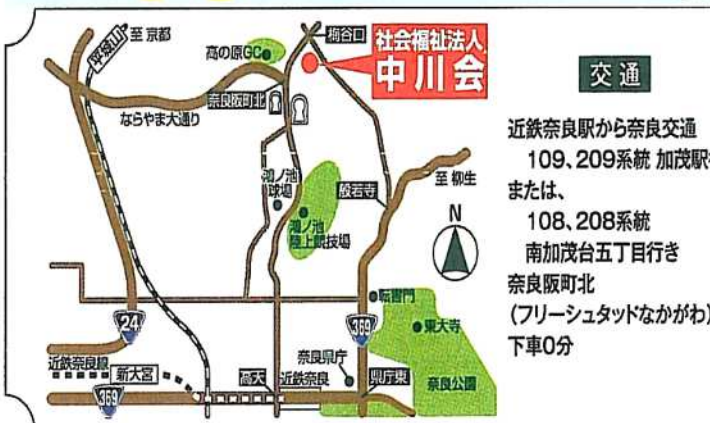 平城山
至 京都
高の原GC
梅谷口
社会福祉法人
中川会
奈良阪町北
ならやま大通り
鴻ノ池
球場
鴻ノ池
陸上競技場
般若寺
至 柳生
N
転害門
24
369
東大寺
近鉄奈良線
新大宮
奈良県庁
高天
近鉄奈良
県庁東
奈良公園
369
交通
近鉄奈良駅から奈良交通
109、209系統 加茂駅
または、
108、208系統
南加茂台五丁目行き
奈良阪町北
(フリーシュタッドなかがわ)
下車0分